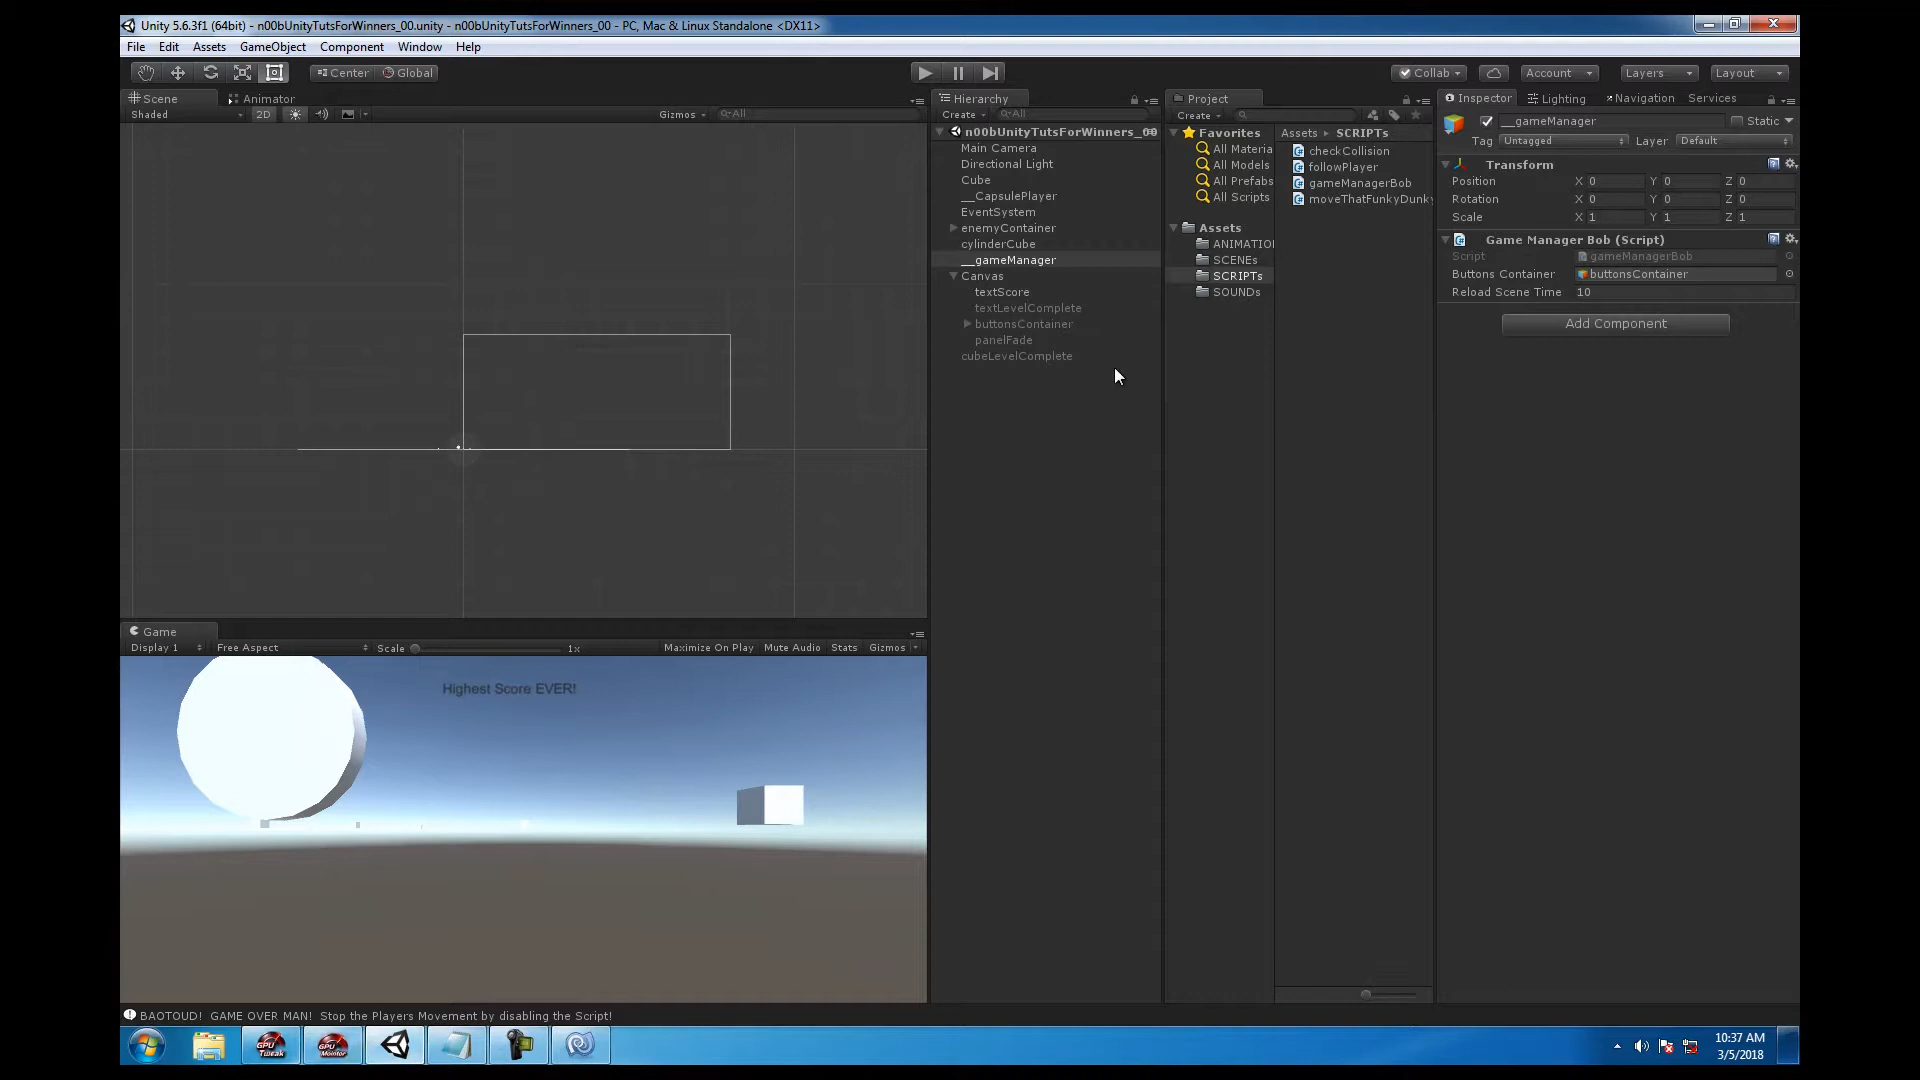 Unity 5.6.3f1 (64bit) - n00bUnityTutsForWinners_00.unity - n00bUnityTutsForWinners_00 - PC, Mac & Linux Standalone <DX11>
File Edit Assets GameObject Component Window Help
Center Global
Collab Account Layers Layout
Scene Animator
Shaded 2D Gizmos All
Hierarchy
Create All
n00bUnityTutsForWinners_00
Main Camera
Directional Light
Cube
__CapsulePlayer
EventSystem
enemyContainer
cylinderCube
__gameManager
Canvas
textScore
textLevelComplete
buttonsContainer
panelFade
cubeLevelComplete
Project
Create
Favorites
All Materia
All Models
All Prefabs
All Scripts
Assets
ANIMATIO
SCENEs
SCRIPTs
SOUNDs
Assets SCRIPTs
checkCollision
followPlayer
gameManagerBob
moveThatFunkyDunky
Inspector Lighting Navigation Services
__gameManager Static
Tag Untagged Layer Default
Transform
Position X 0 Y 0 Z 0
Rotation X 0 Y 0 Z 0
Scale X 1 Y 1 Z 1
Game Manager Bob (Script)
Script gameManagerBob
Buttons Container buttonsContainer
Reload Scene Time 10
Add Component
Game
Display 1 Free Aspect Scale 1x Maximize On Play Mute Audio Stats Gizmos
Highest Score EVER!
BAOTOUD! GAME OVER MAN! Stop the Players Movement by disabling the Script!
GPU Tweak
GPU Monitor
10:37 AM
3/5/2018